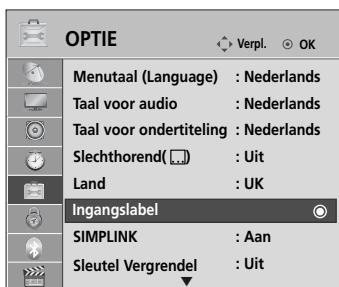 OPTIE Verpl. OK
Menutaal (Language) : Nederlands
Taal voor audio : Nederlands
Taal voor ondertiteling : Nederlands
Slechthorend( ) : Uit
Land : UK
Ingangslabel
SIMPLINK : Aan
Sleutel Vergrendel : Uit